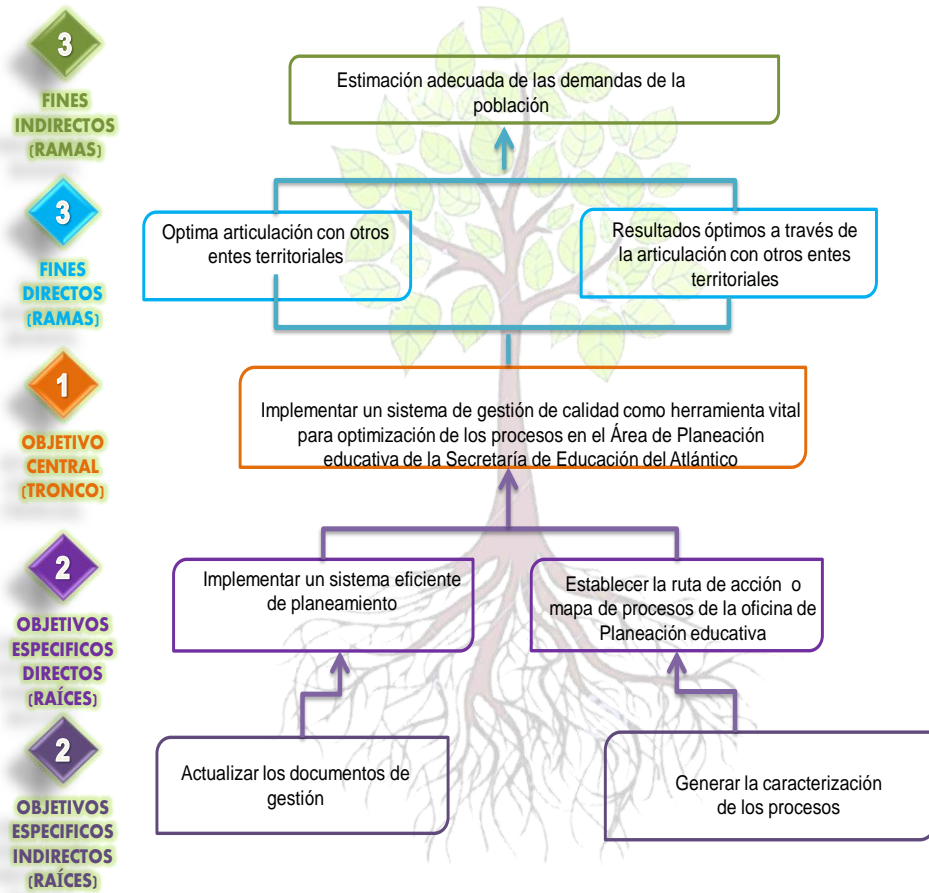 3
FINES
INDIRECTOS
(RAMAS)
Estimación adecuada de las demandas de la
población
3
FINES
DIRECTOS
(RAMAS)
Optima articulación con otros
entes territoriales
Resultados óptimos a través de
la articulación con otros entes
territoriales
1
OBJETIVO
CENTRAL
(TRONCO)
Implementar un sistema de gestión de calidad como herramienta vital
para optimización de los procesos en el Área de Planeación
educativa de la Secretaría de Educación del Atlántico
2
OBJETIVOS
ESPECIFICOS
DIRECTOS
(RAÍCES)
Implementar un sistema eficiente
de planeamiento
Establecer la ruta de acción o
mapa de procesos de la oficina de
Planeación educativa
2
OBJETIVOS
ESPECIFICOS
INDIRECTOS
(RAÍCES)
Actualizar los documentos de
gestión
Generar la caracterización
de los procesos